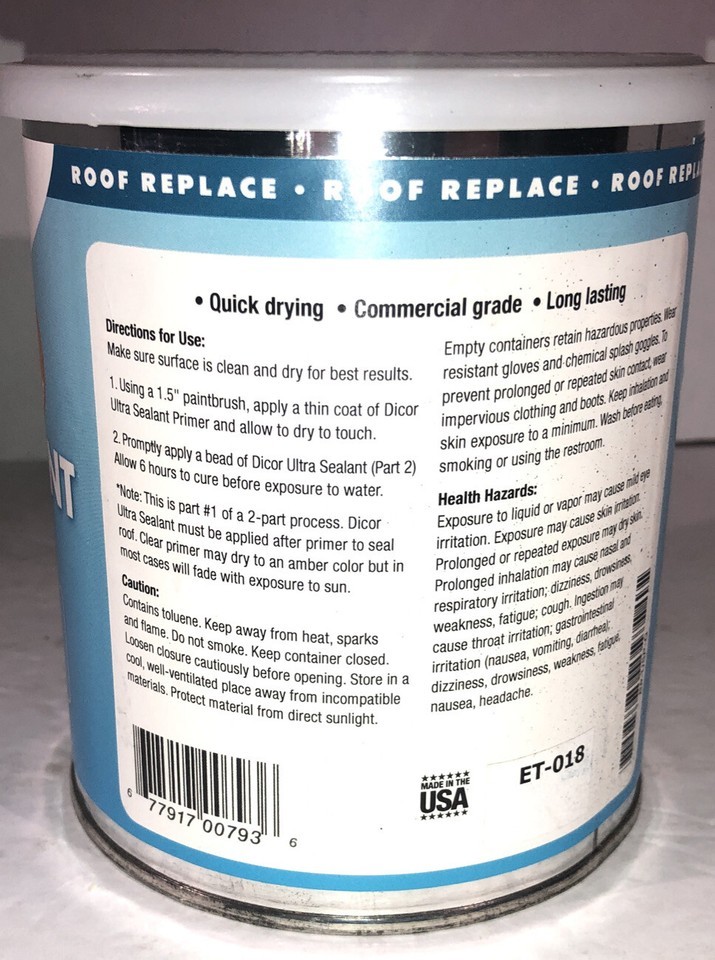 ROOF REPLACE • ROOF REPLACE • ROOF REPLA
NT
• Quick drying • Commercial grade • Long lasting
Directions for Use:
Make sure surface is clean and dry for best results.
1. Using a 1.5" paintbrush, apply a thin coat of Dicor
Ultra Sealant Primer and allow to dry to touch.
2. Promptly apply a bead of Dicor Ultra Sealant (Part 2)
Allow 6 hours to cure before exposure to water.
*Note: This is part #1 of a 2-part process. Dicor
Ultra Sealant must be applied after primer to seal
roof. Clear primer may dry to an amber color but in
most cases will fade with exposure to sun.
Caution:
Contains toluene. Keep away from heat, sparks
and flame. Do not smoke. Keep container closed.
Loosen closure cautiously before opening. Store in a
cool, well-ventilated place away from incompatible
materials. Protect material from direct sunlight.
Empty containers retain hazardous properties. Wear
resistant gloves and chemical splash goggles. To
prevent prolonged or repeated skin contact, wear
impervious clothing and boots. Keep inhalation and
skin exposure to a minimum. Wash before eating,
smoking or using the restroom.
Health Hazards:
Exposure to liquid or vapor may cause mild eye
irritation. Exposure may cause skin irritation.
Prolonged or repeated exposure may dry skin.
Prolonged inhalation may cause nasal and
respiratory irritation; dizziness, drowsiness,
weakness, fatigue; cough. Ingestion may
cause throat irritation; gastrointestinal
irritation (nausea, vomiting, diarrhea);
dizziness, drowsiness, weakness, fatigue,
nausea, headache.
6 77917 00793 6
MADE IN THE
USA
ET-018